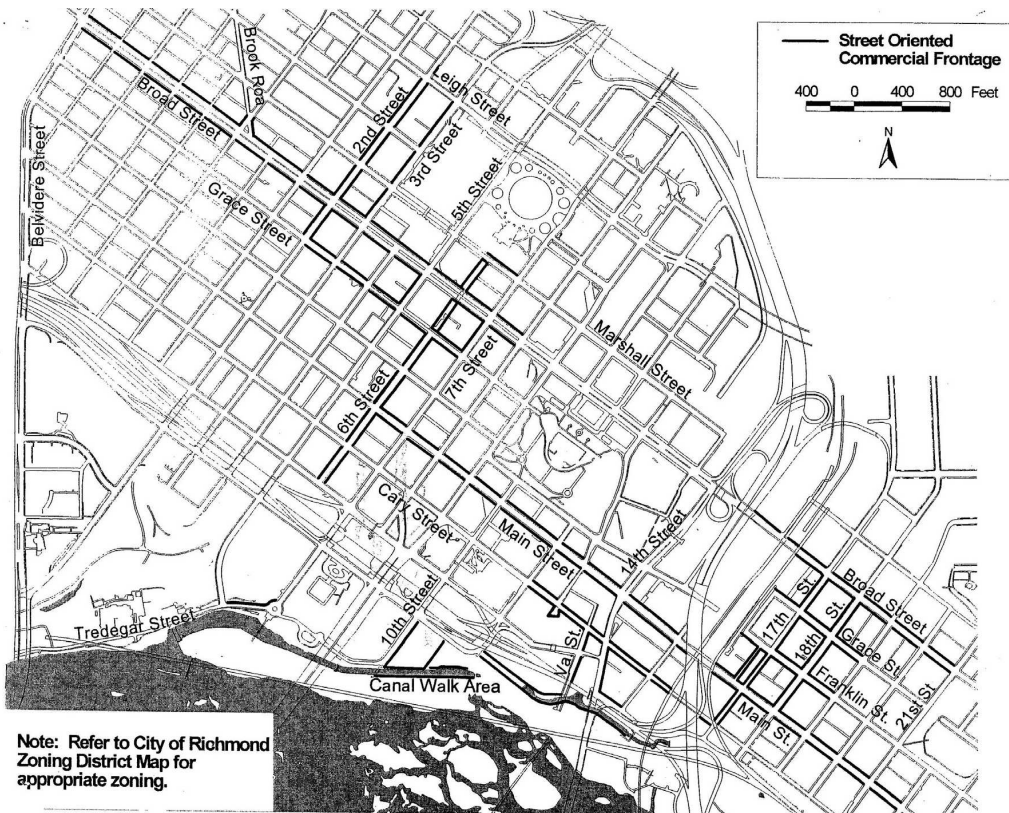 Street Oriented
Commercial Frontage
400 0 400 800 Feet
N
Brook Roa
Broad Street
2nd Street
Leigh Street
3rd Street
5th Street
Belvidere Street
Grace Street
Marshall Street
7th Street
6th Street
Cary Street
Main Street
14th Street
10th Street
Tredegar Street
Va St.
Canal Walk Area
17th St.
18th St.
Broad Street
Grace St.
Franklin St.
21st St
Main St.
Note: Refer to City of Richmond
Zoning District Map for
appropriate zoning.